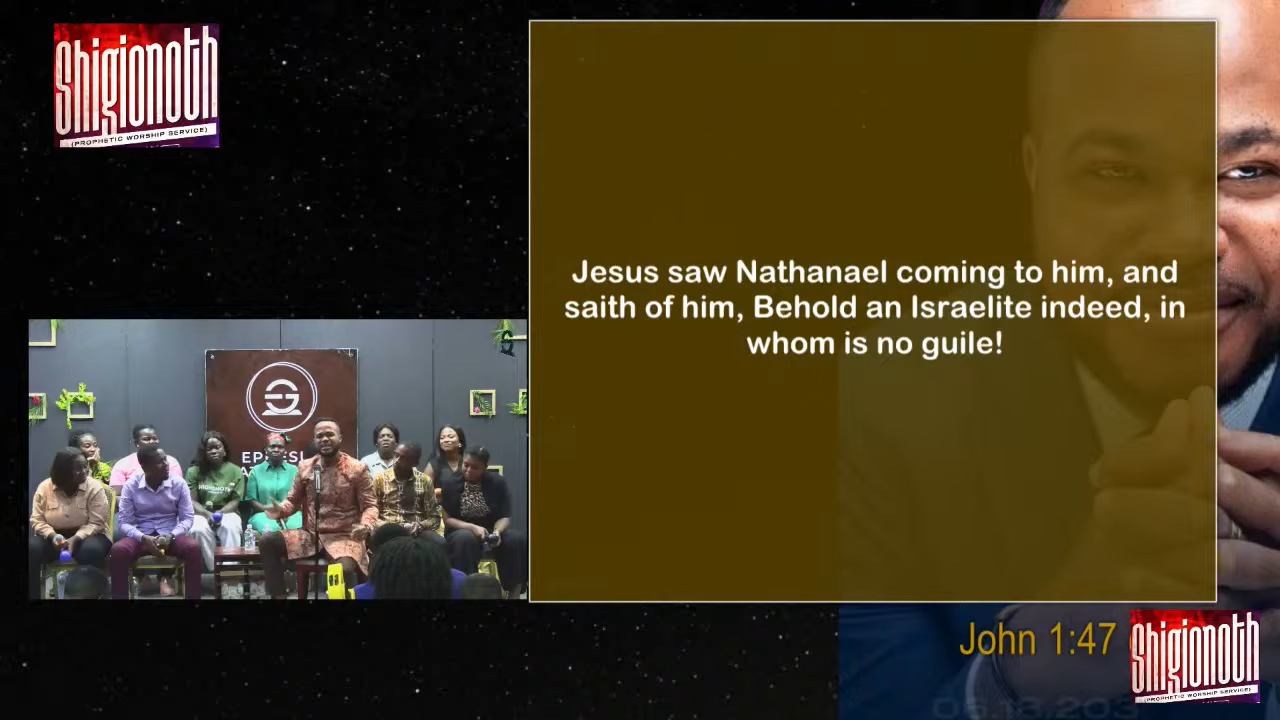 Shigionoth
(PROPHETIC WORSHIP SERVICE)
Jesus saw Nathanael coming to him, and
saith of him, Behold an Israelite indeed, in
whom is no guile!
John 1:47
Shigionoth
(PROPHETIC WORSHIP SERVICE)